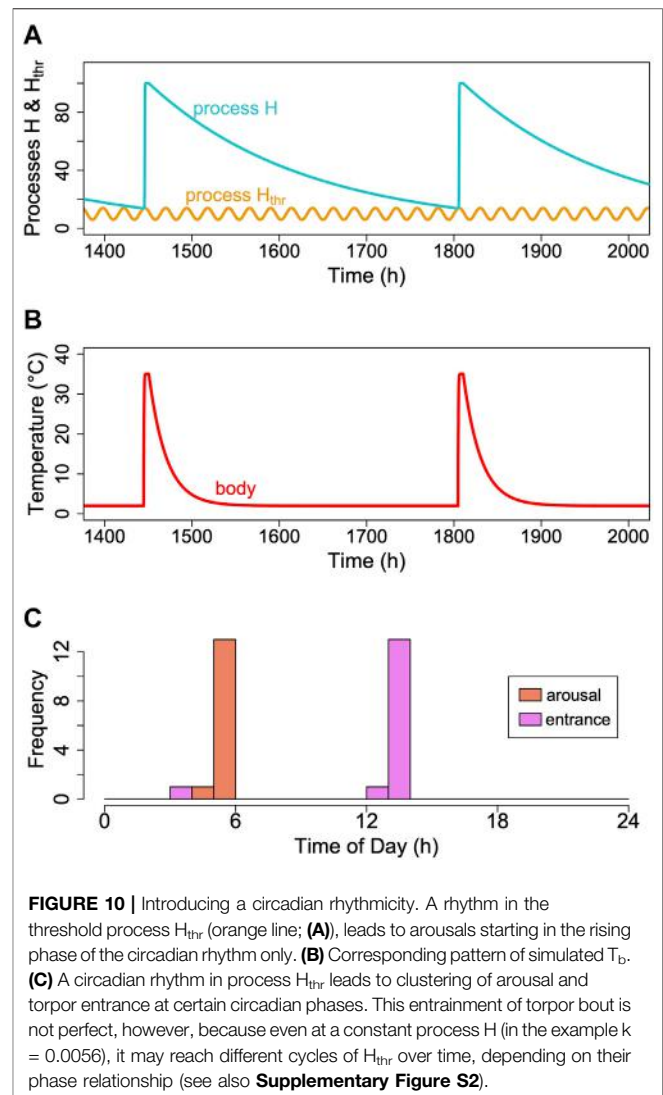 A
Processes H & Hthr
80
40
0
process H
process Hthr
1400 1500 1600 1700 1800 1900 2000
Time (h)
B
Temperature (°C)
40
30
20
10
0
body
1400 1500 1600 1700 1800 1900 2000
Time (h)
C
Frequency
12
8
4
0
arousal
entrance
0 6 12 18 24
Time of Day (h)
FIGURE 10 | Introducing a circadian rhythmicity. A rhythm in the
threshold process Hthr (orange line; (A)), leads to arousals starting in the rising
phase of the circadian rhythm only. (B) Corresponding pattern of simulated Tb.
(C) A circadian rhythm in process Hthr leads to clustering of arousal and
torpor entrance at certain circadian phases. This entrainment of torpor bout is
not perfect, however, because even at a constant process H (in the example k
= 0.0056), it may reach different cycles of Hthr over time, depending on their
phase relationship (see also Supplementary Figure S2).